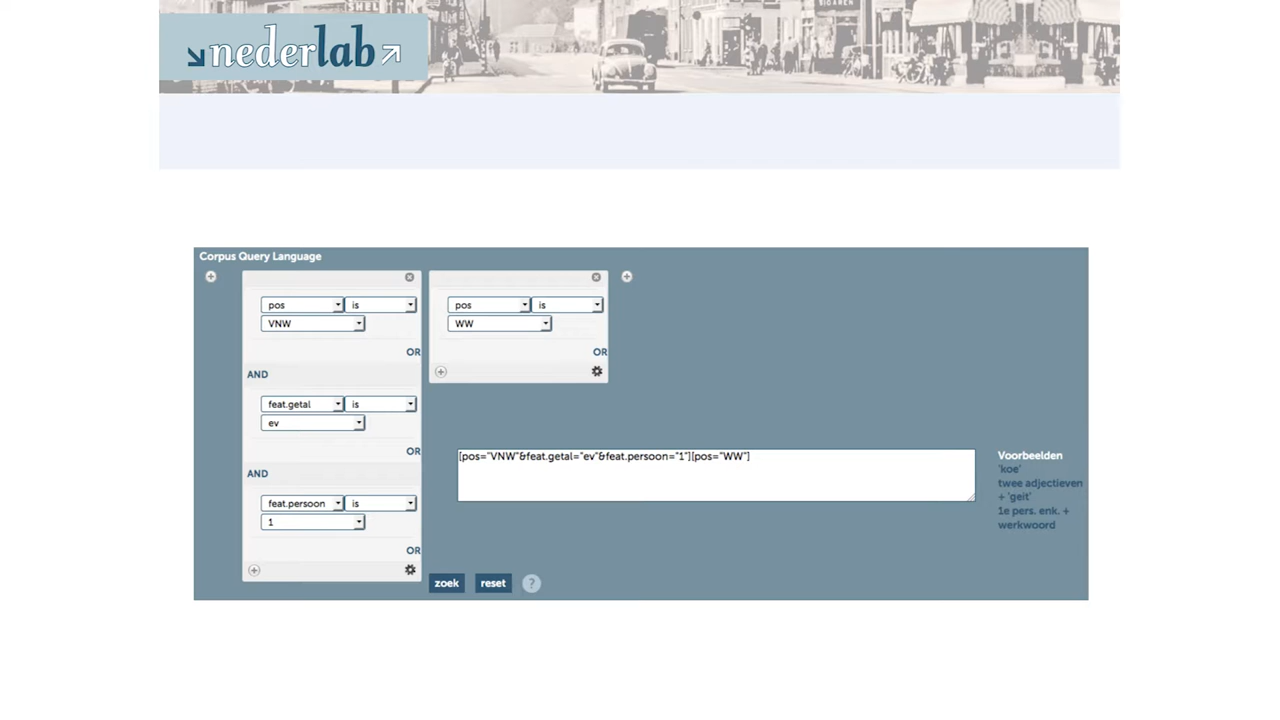 SHEL
nederlab
Corpus Query Language
pos is
VNW
OR
AND
feat.getal is
ev
OR
AND
feat.persoon is
1
OR
pos is
WW
OR
[pos="VNW"&feat.getal="ev"&feat.persoon="1"][pos="WW"]
Voorbeelden
'koe'
twee adjectieven
+ 'geit'
1e pers. enk. +
werkwoord
zoek reset ?